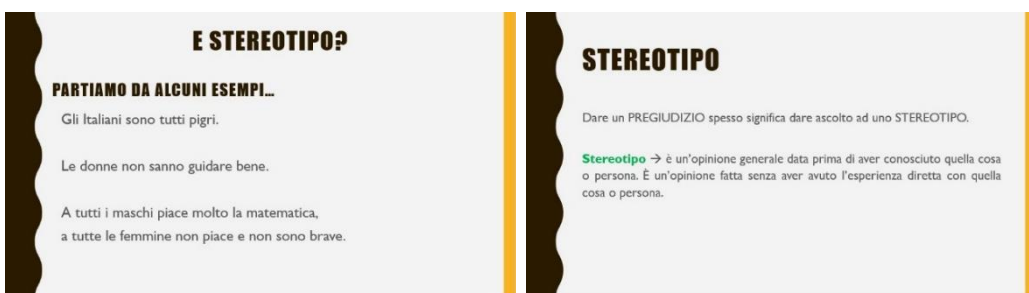 E STEREOTIPO?
PARTIAMO DA ALCUNI ESEMPI…
Gli Italiani sono tutti pigri.
Le donne non sanno guidare bene.
A tutti i maschi piace molto la matematica,
a tutte le femmine non piace e non sono brave.
STEREOTIPO
Dare un PREGIUDIZIO spesso significa dare ascolto ad uno STEREOTIPO.
Stereotipo → è un'opinione generale data prima di aver conosciuto quella cosa
o persona. È un'opinione fatta senza aver avuto l'esperienza diretta con quella
cosa o persona.